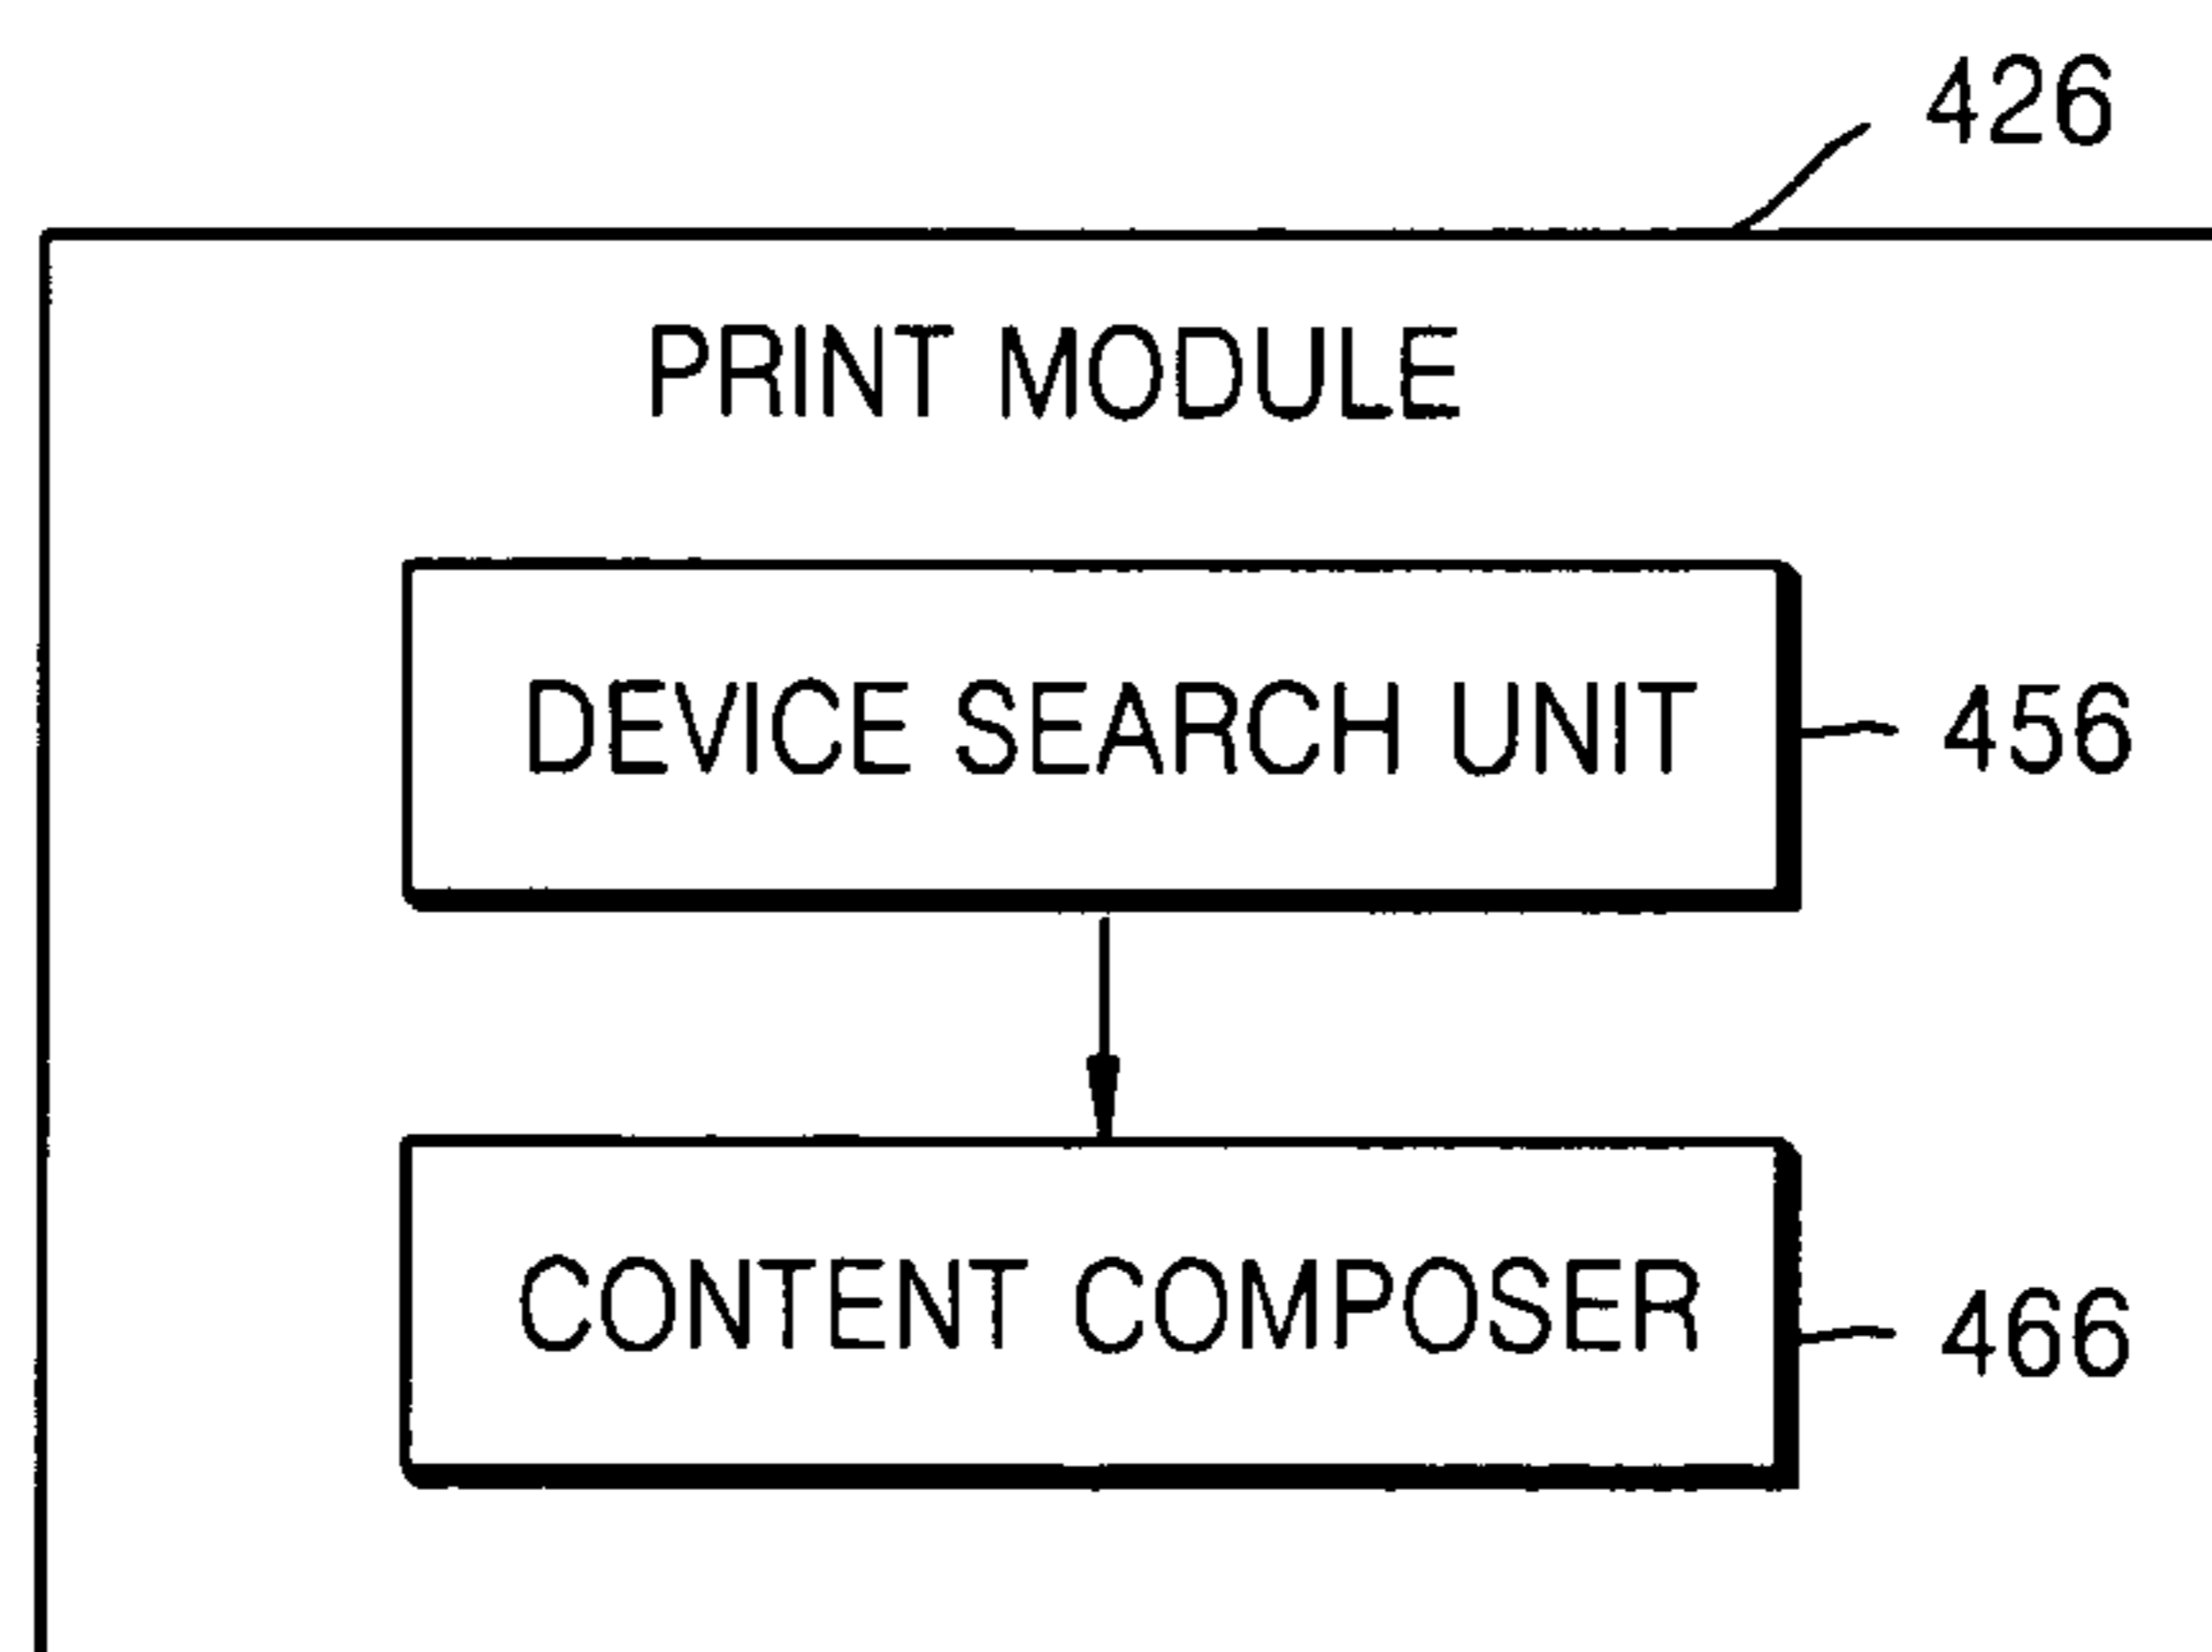 426
PRINT MODULE
DEVICE SEARCH UNIT
456
CONTENT COMPOSER
466